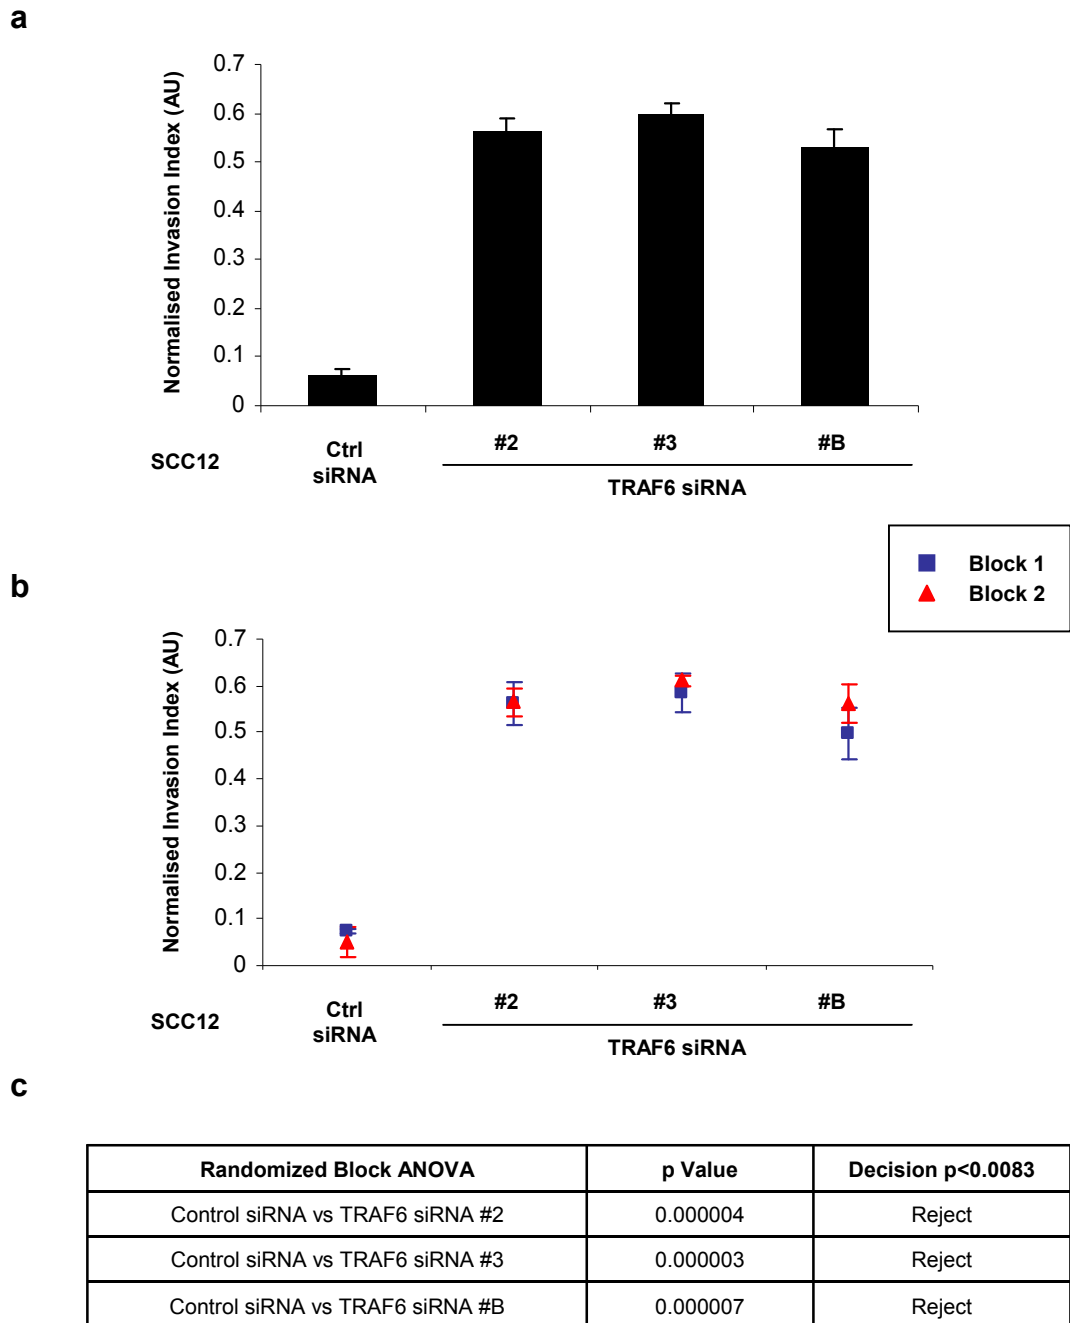 a
Normalised Invasion Index (AU)
0.7
0.6
0.5
0.4
0.3
0.2
0.1
0
SCC12
Ctrl
siRNA
#2
#3
#B
TRAF6 siRNA
Block 1
Block 2
b
Normalised Invasion Index (AU)
0.7
0.6
0.5
0.4
0.3
0.2
0.1
0
SCC12
Ctrl
siRNA
#2
#3
#B
TRAF6 siRNA
c
Randomized Block ANOVA p Value Decision p<0.0083
Control siRNA vs TRAF6 siRNA #2 0.000004 Reject
Control siRNA vs TRAF6 siRNA #3 0.000003 Reject
Control siRNA vs TRAF6 siRNA #B 0.000007 Reject